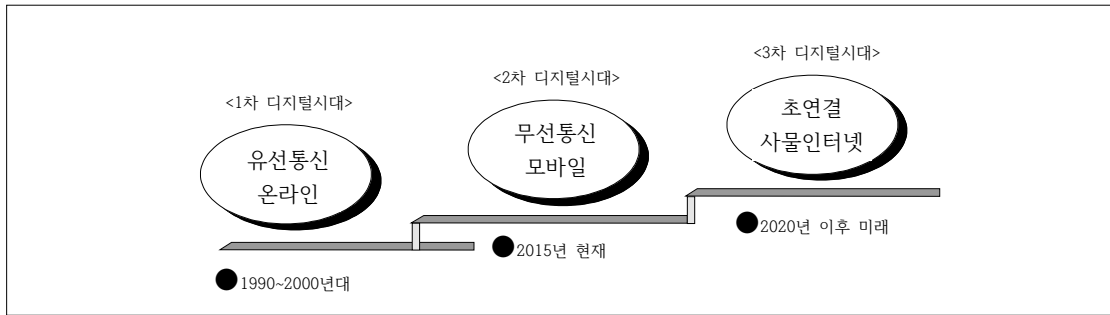 <1차 디지털시대>
유선통신
온라인
1990~2000년대
<2차 디지털시대>
무선통신
모바일
2015년 현재
<3차 디지털시대>
초연결
사물인터넷
2020년 이후 미래